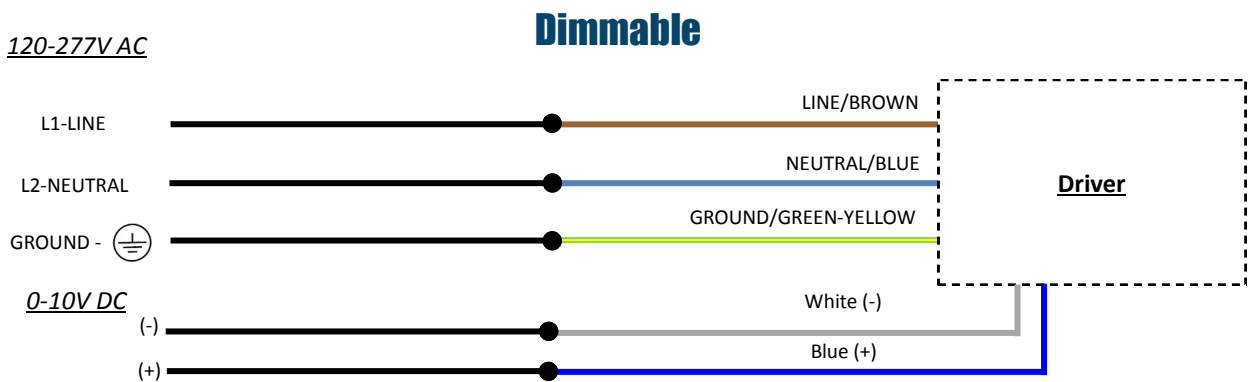 Dimmable
120-277V AC
L1-LINE
LINE/BROWN
L2-NEUTRAL
NEUTRAL/BLUE
Driver
GROUND -
GROUND/GREEN-YELLOW
0-10V DC
White (-)
(-)
Blue (+)
(+)